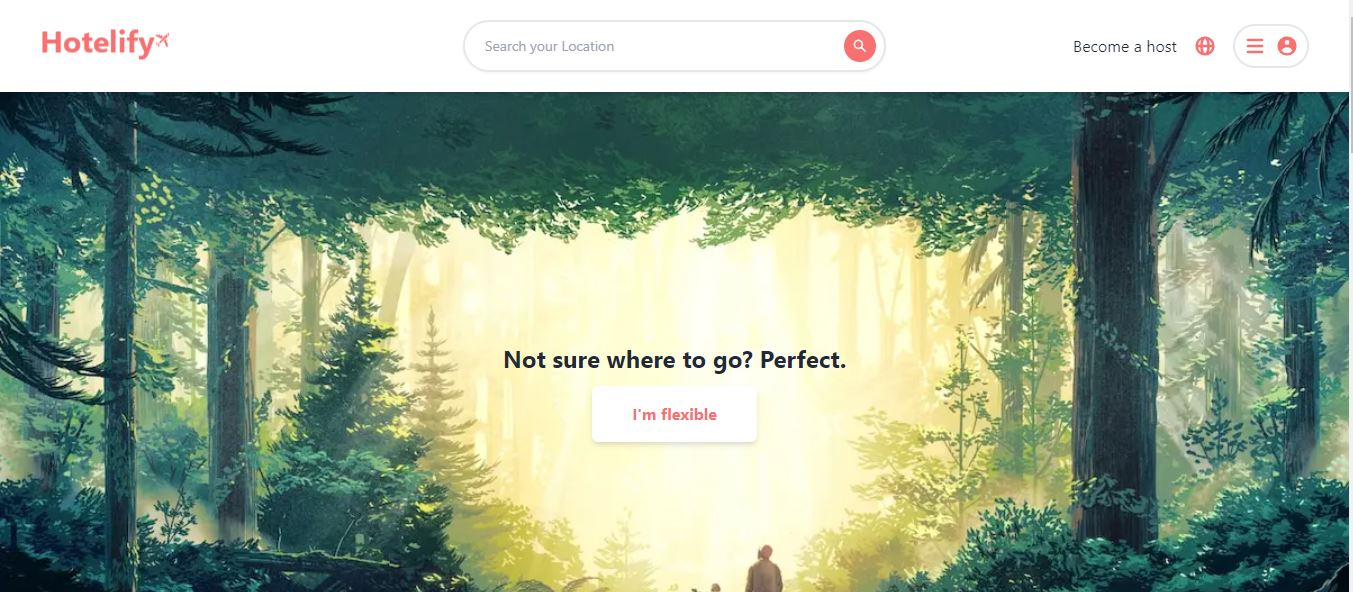 Hotelify
Search your Location
Become a host
Not sure where to go? Perfect.
I'm flexible